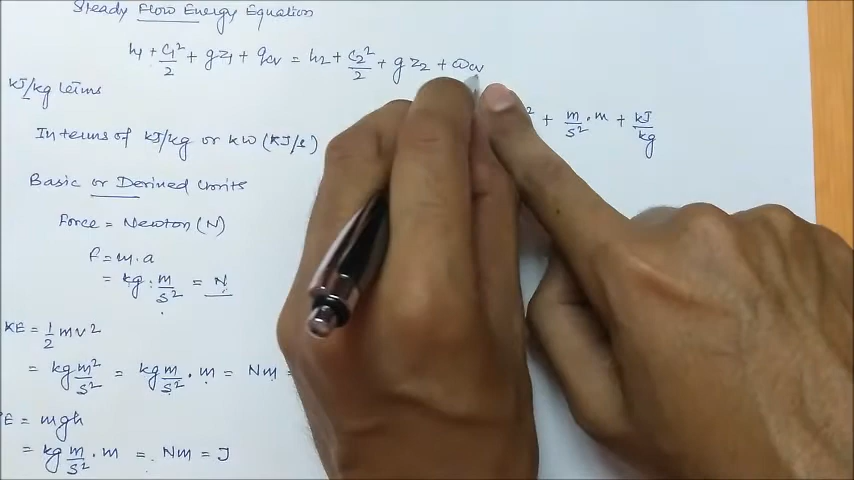 Steady Flow Energy Equation
h1 + C1²/2 + gz1 + qcv = h2 + C2²/2 + gz2 + ωcv
kJ/kg terms
² + m/s² · m + kJ/kg
In terms of kJ/kg or kW (kJ/s)
Basic or Derived Units
Force = Newton (N)
F = m.a
= kg . m/s² = N
KE = 1/2 mv²
= kg m²/s² = kg m/s² . m = Nm =
E = mgh
= kg m/s² . m = Nm = J